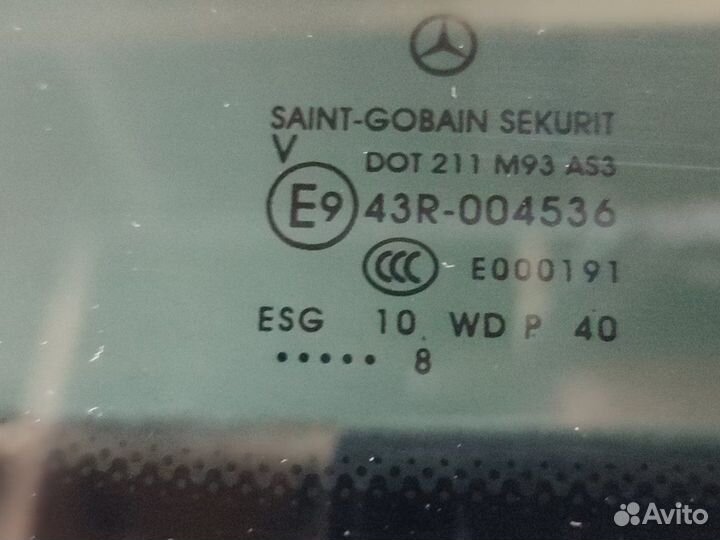 SAINT-GOBAIN SEKURIT
V DOT 211 M93 AS3
E9 43R-004536
CCC E000191
ESG 10 WD P 40
..... 8
Avito